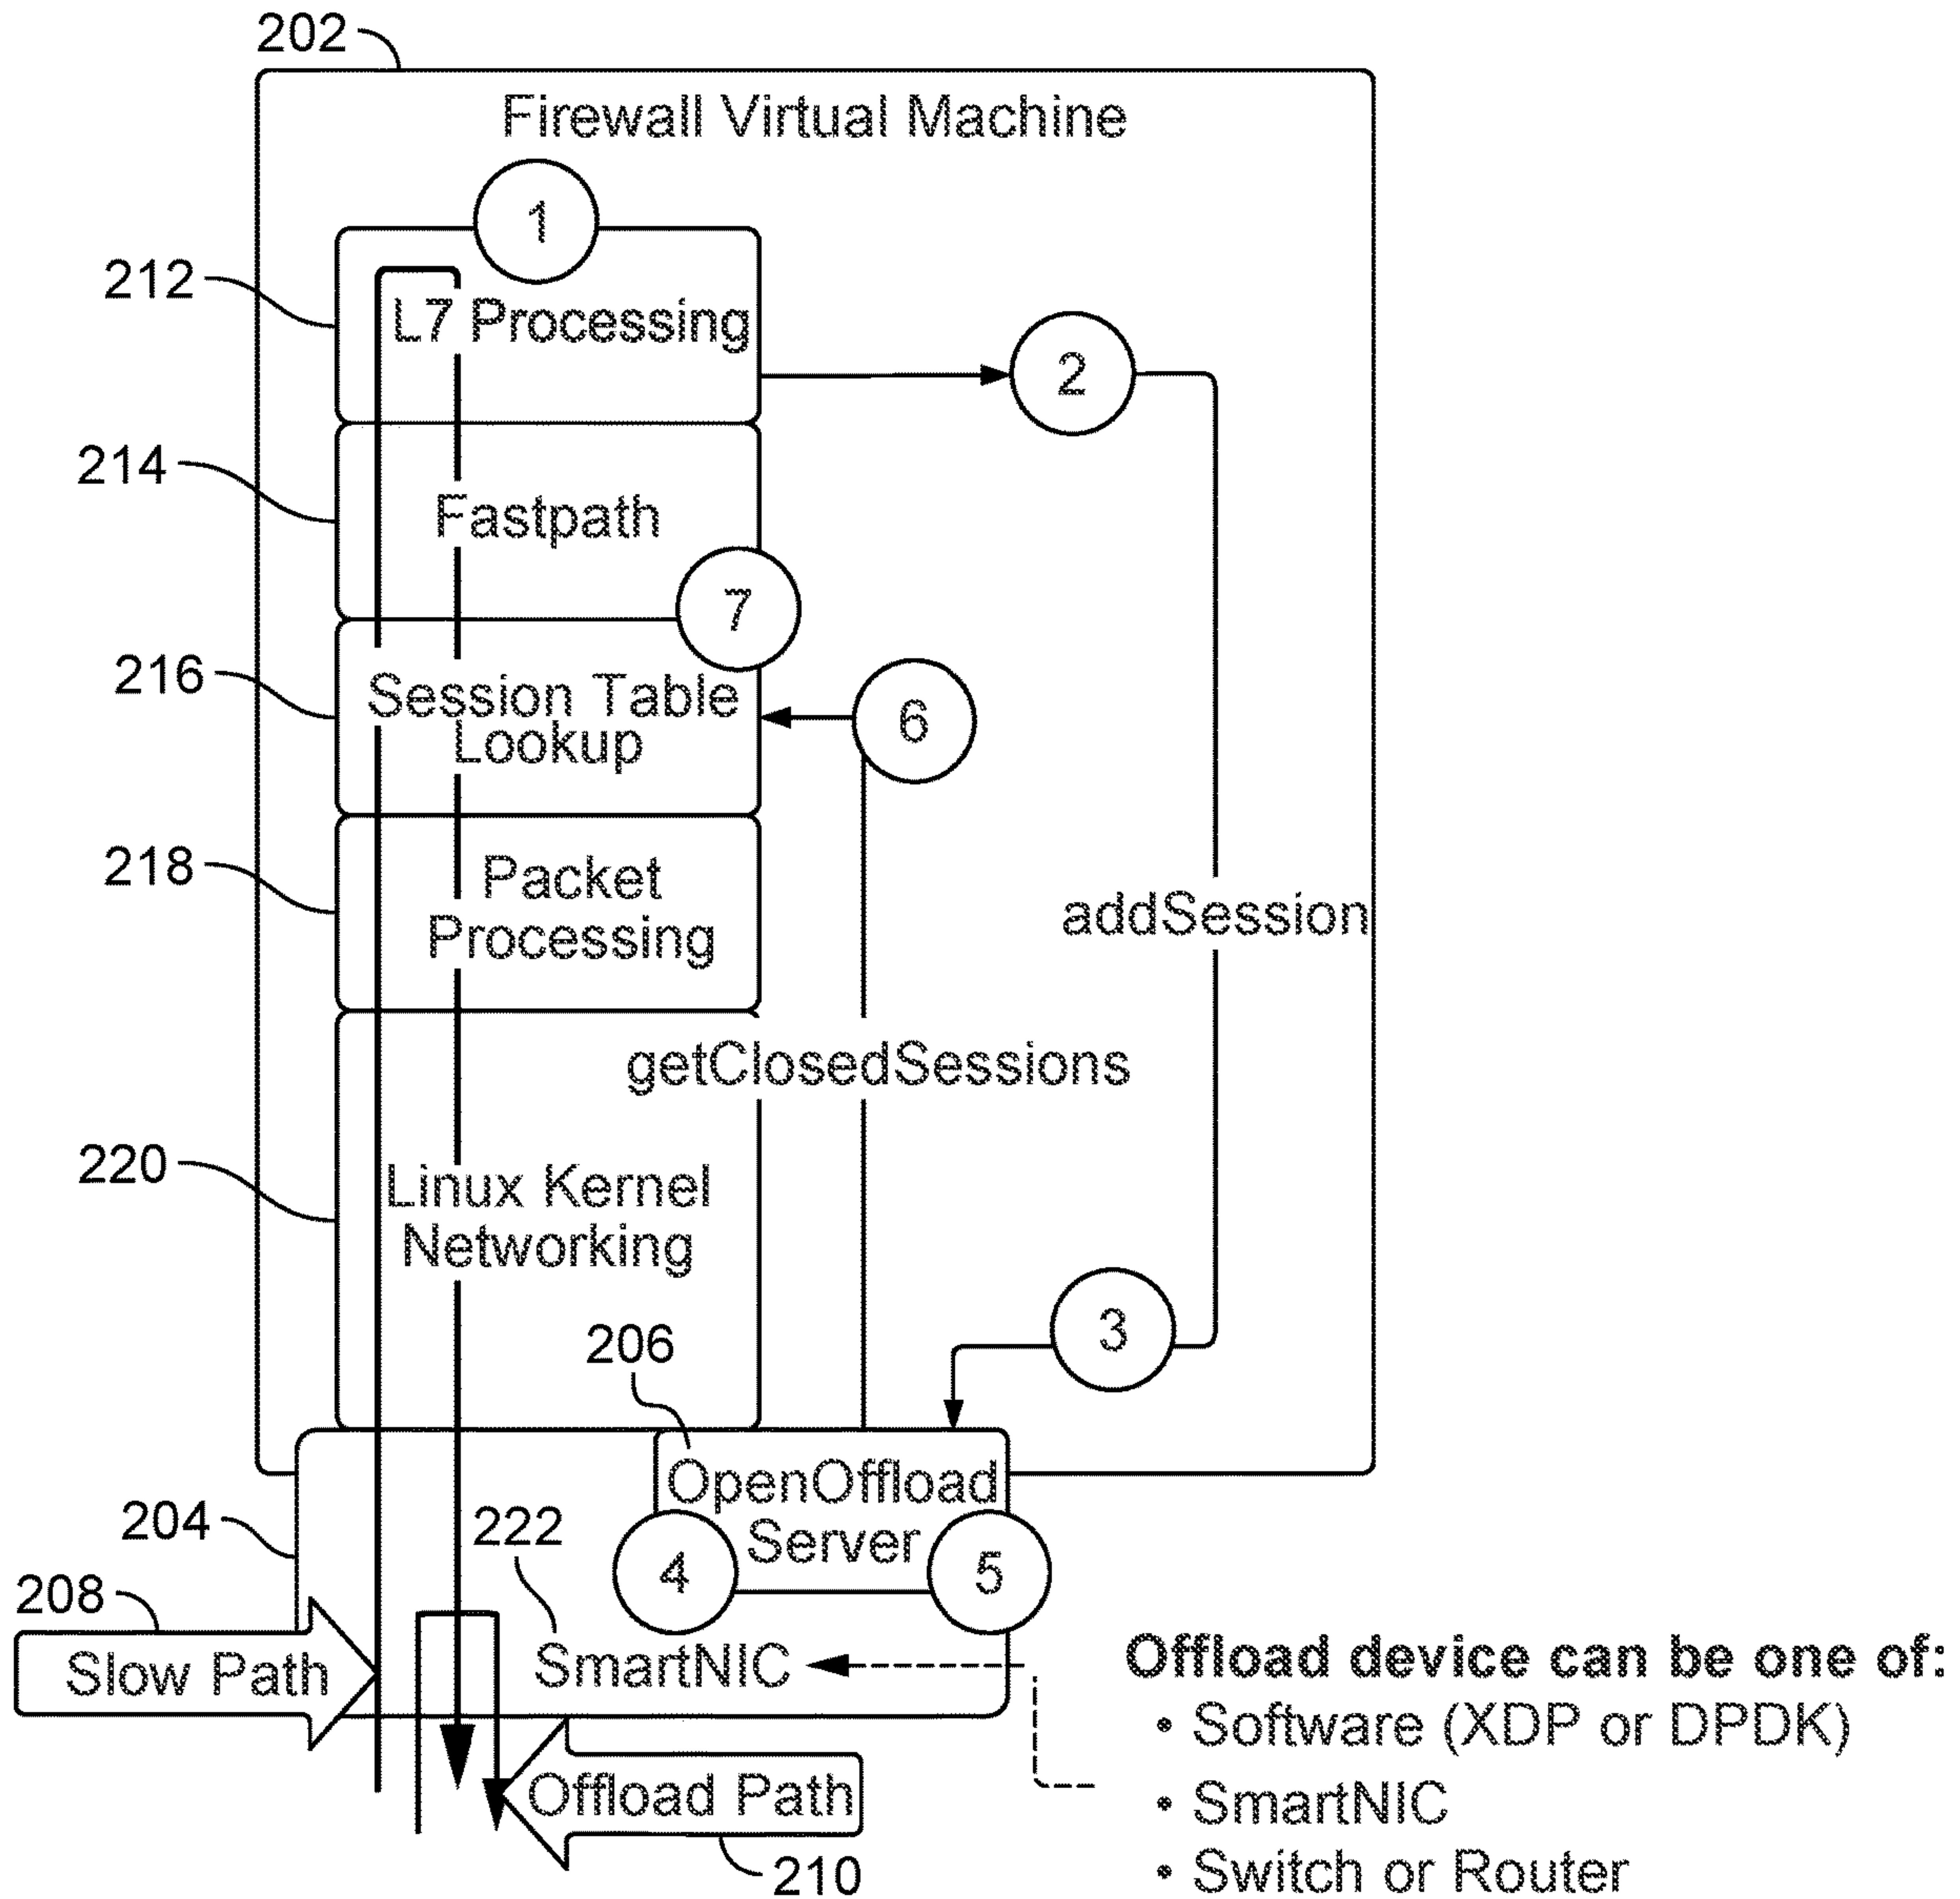 202
Firewall Virtual Machine
1
212
L7 Processing
2
214
Fastpath
7
216
Session Table
Lookup
6
218
Packet
Processing
addSession
getClosedSessions
220
Linux Kernel
Networking
3
206
OpenOffload
Server
204
222
4
5
208
Slow Path
SmartNIC
Offload Path
210
Offload device can be one of:
• Software (XDP or DPDK)
• SmartNIC
• Switch or Router